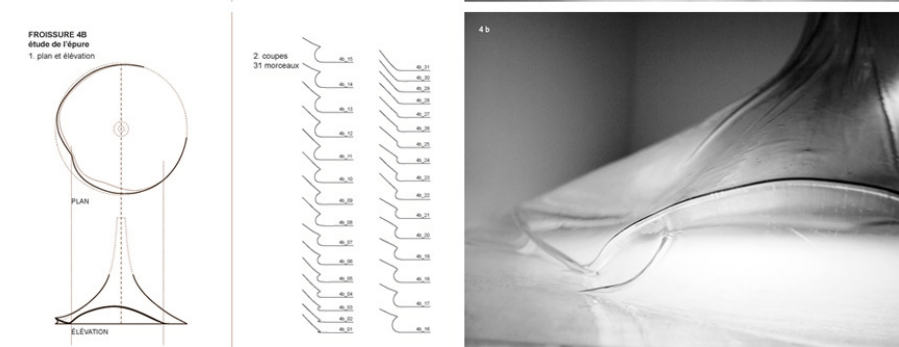 FROISSURE 4B
étude de l'épure
1. plan et élévation
PLAN
ÉLÉVATION
2. coupes
31 morceaux
4b_15
4b_14
4b_13
4b_12
4b_11
4b_10
4b_09
4b_08
4b_07
4b_06
4b_05
4b_04
4b_03
4b_02
4b_01
4b_31
4b_30
4b_29
4b_28
4b_27
4b_26
4b_25
4b_24
4b_23
4b_22
4b_21
4b_20
4b_19
4b_18
4b_17
4b_16
4 b